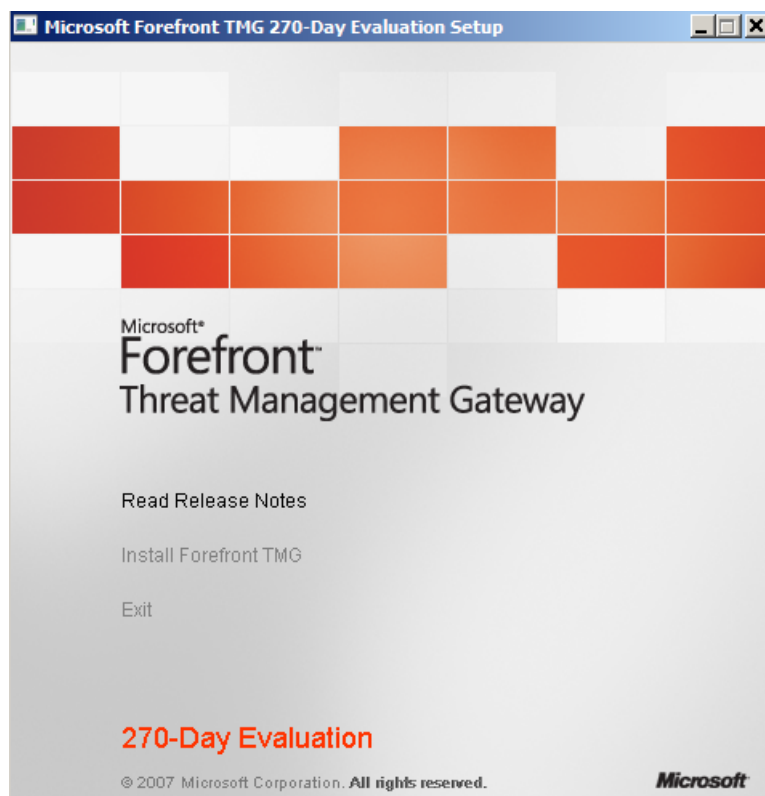 Microsoft Forefront TMG 270-Day Evaluation Setup
Microsoft®
Forefront™
Threat Management Gateway
Read Release Notes
Install Forefront TMG
Exit
270-Day Evaluation
© 2007 Microsoft Corporation. All rights reserved.
Microsoft